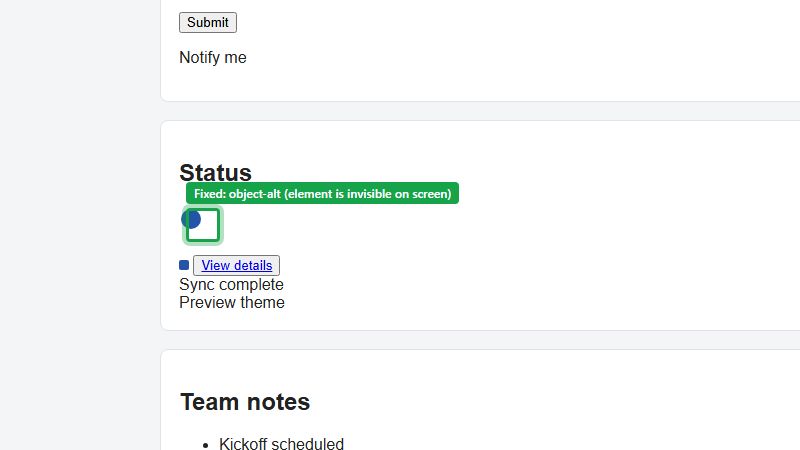 Submit
Notify me
Status
Fixed: object-alt (element is invisible on screen)
View details
Sync complete
Preview theme
Team notes
Kickoff scheduled